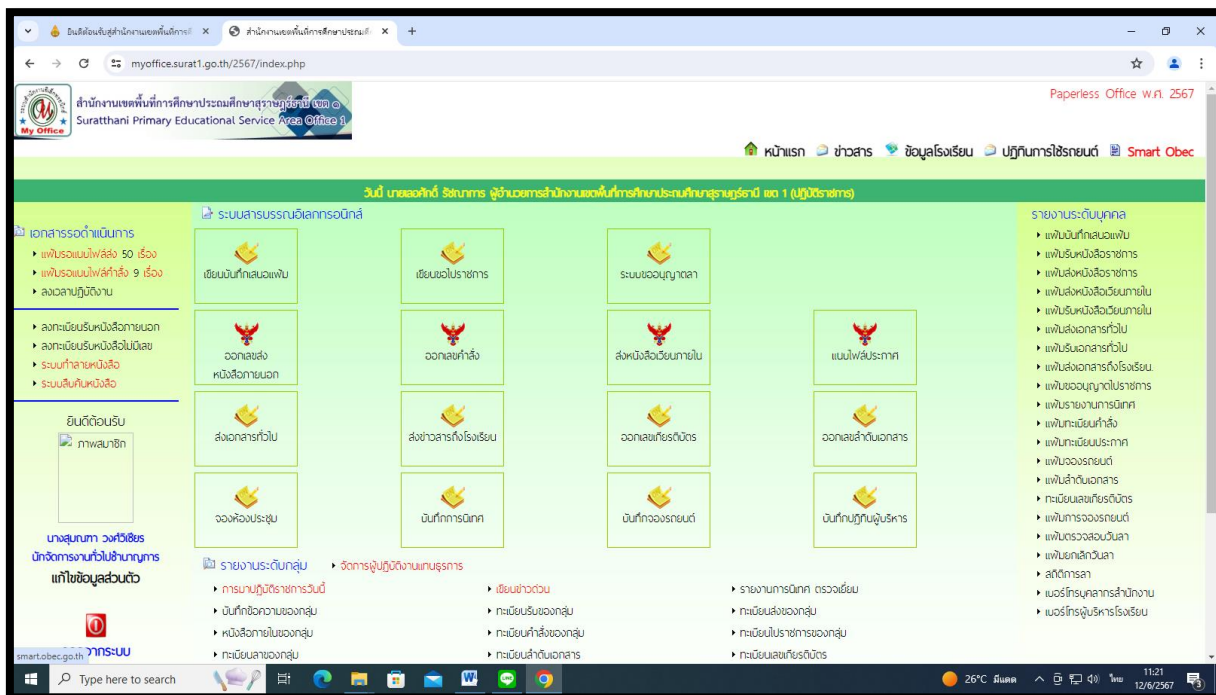 ยินดีต้อนรับสู่สำนักงานเขตพื้นที่การศึ
สำนักงานเขตพื้นที่การศึกษาประถมศึ
myoffice.surat1.go.th/2567/index.php
สำนักงานเขตพื้นที่การศึกษาประถมศึกษาสุราษฎร์ธานี เขต ๑
Suratthani Primary Educational Service Area Office 1
My Office
Paperless Office พ.ศ. 2567
หน้าแรก ข่าวสาร ข้อมูลโรงเรียน ปฏิทินการใช้รถยนต์ Smart Obec
วันนี้ นายเลอศักดิ์ รัชณาการ ผู้อำนวยการสำนักงานเขตพื้นที่การศึกษาประถมศึกษาสุราษฎร์ธานี เขต 1 (ปฏิบัติราชการ)
เอกสารรอดำเนินการ
แฟ้มรอแนบไฟล์ส่ง 50 เรื่อง
แฟ้มรอแนบไฟล์คำสั่ง 9 เรื่อง
ลงเวลาปฏิบัติงาน
ลงทะเบียนรับหนังสือภายนอก
ลงทะเบียนรับหนังสือไม่มีเลข
ระบบทำลายหนังสือ
ระบบสืบค้นหนังสือ
ยินดีต้อนรับ
ภาพสมาชิก
นางสุมณฑา วงศ์วิเชียร
นักจัดการงานทั่วไปชำนาญการ
แก้ไขข้อมูลส่วนตัว
ากระบบ
smart.obec.go.th
ระบบสารบรรณอิเลกทรอนิกส์
เขียนบันทึกเสนอแฟ้ม
เขียนขอไปราชการ
ระบบขออนุญาตลา
ออกเลขส่ง
หนังสือภายนอก
ออกเลขคำสั่ง
ส่งหนังสือเวียนภายใน
แนบไฟล์ประกาศ
ส่งเอกสารทั่วไป
ส่งข่าวสารถึงโรงเรียน
ออกเลขเกียรติบัตร
ออกเลขลำดับเอกสาร
จองห้องประชุม
บันทึกการนิเทศ
บันทึกจองรถยนต์
บันทึกปฏิทินผู้บริหาร
รายงานระดับกลุ่ม จัดการผู้ปฏิบัติงานแทนธุรการ
การมาปฏิบัติราชการวันนี้
เขียนข่าวด่วน
รายงานการนิเทศ ตรวจเยี่ยม
บันทึกข้อความของกลุ่ม
ทะเบียนรับของกลุ่ม
ทะเบียนส่งของกลุ่ม
หนังสือภายในของกลุ่ม
ทะเบียนคำสั่งของกลุ่ม
ทะเบียนไปราชการของกลุ่ม
ทะเบียนลาของกลุ่ม
ทะเบียนลำดับเอกสาร
ทะเบียนเลขเกียรติบัตร
รายงานระดับบุคคล
แฟ้มบันทึกเสนอแฟ้ม
แฟ้มรับหนังสือราชการ
แฟ้มส่งหนังสือราชการ
แฟ้มส่งหนังสือเวียนภายใน
แฟ้มรับหนังสือเวียนภายใน
แฟ้มส่งเอกสารทั่วไป
แฟ้มรับเอกสารทั่วไป
แฟ้มส่งเอกสารถึงโรงเรียน.
แฟ้มขออนุญาตไปราชการ
แฟ้มรายงานการนิเทศ
แฟ้มทะเบียนคำสั่ง
แฟ้มทะเบียนประกาศ
แฟ้มจองรถยนต์
แฟ้มลำดับเอกสาร
ทะเบียนเลขเกียรติบัตร
แฟ้มการจองรถยนต์
แฟ้มตรวจสอบวันลา
แฟ้มยกเลิกวันลา
สถิติการลา
เบอร์โทรบุคลากรสำนักงาน
เบอร์โทรผู้บริหารโรงเรียน
Type here to search
26°C มีแดด
ไทย
11:21
12/6/2567
3